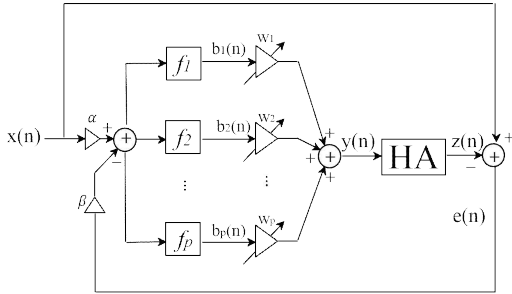 f1 b1(n) w1
α
x(n) + + f2 b2(n) w2 + + + + y(n) HA z(n) + +
− −
β ⋮ ⋮ e(n)
fp bp(n) wp